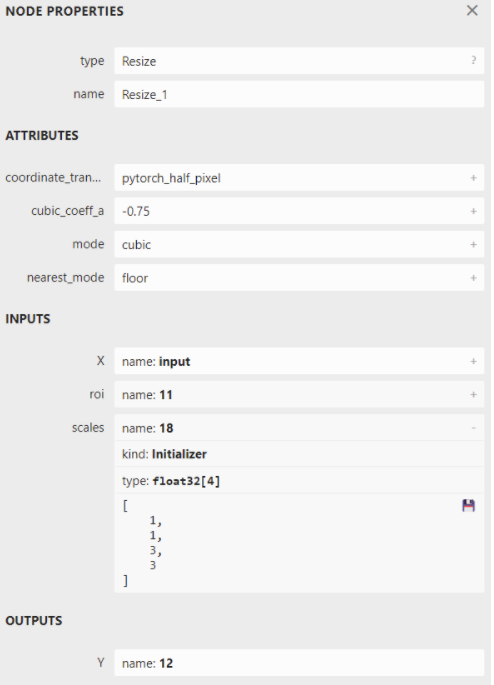 NODE PROPERTIES
type Resize ?
name Resize_1
ATTRIBUTES
coordinate_tran... pytorch_half_pixel +
cubic_coeff_a -0.75 +
mode cubic +
nearest_mode floor +
INPUTS
X name: input +
roi name: 11 +
scales name: 18 -
kind: Initializer
type: float32[4]
[
1,
1,
3,
3
]
OUTPUTS
Y name: 12